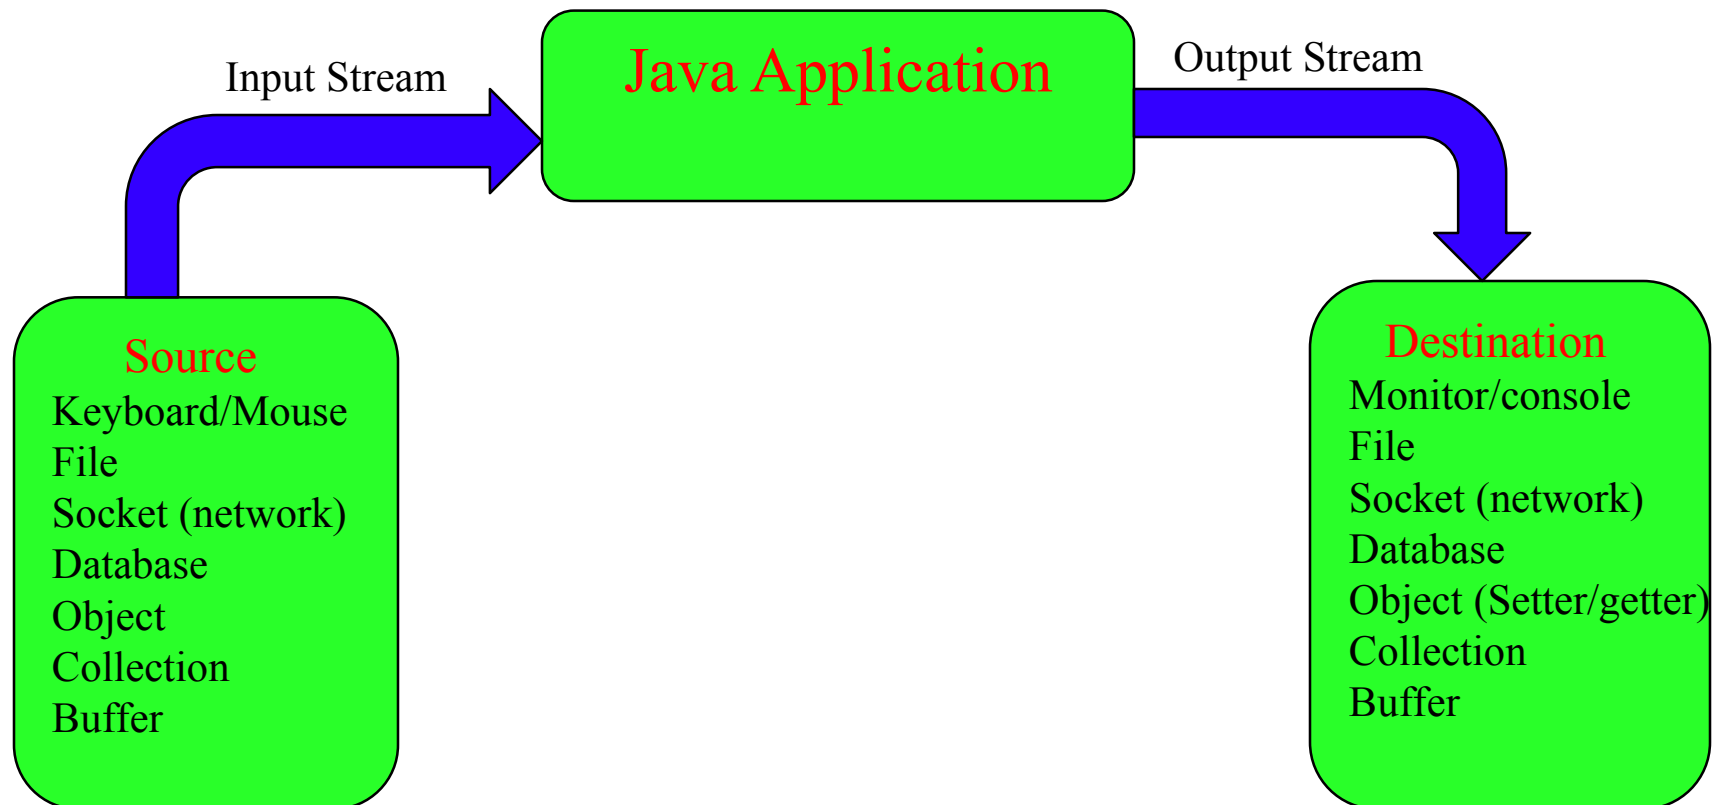 Input Stream
Java Application
Output Stream
Source
Keyboard/Mouse
File
Socket (network)
Database
Object
Collection
Buffer
Destination
Monitor/console
File
Socket (network)
Database
Object (Setter/getter)
Collection
Buffer